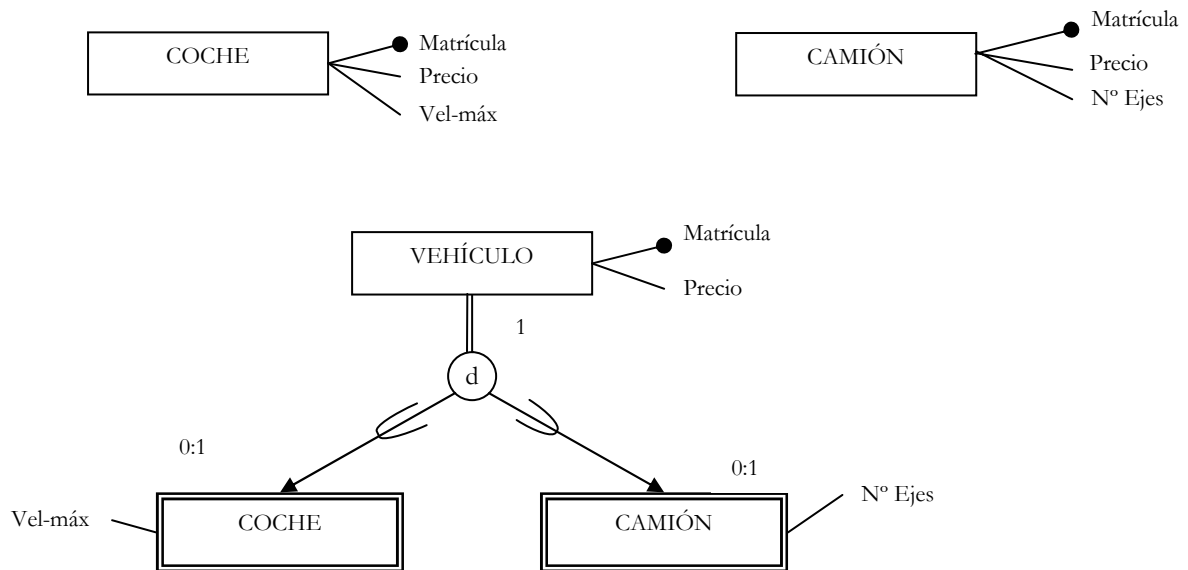 COCHE
Matrícula
Precio
Vel-máx
CAMIÓN
Matrícula
Precio
Nº Ejes
VEHÍCULO
Matrícula
Precio
1
d
0:1
0:1
Vel-máx
COCHE
CAMIÓN
Nº Ejes